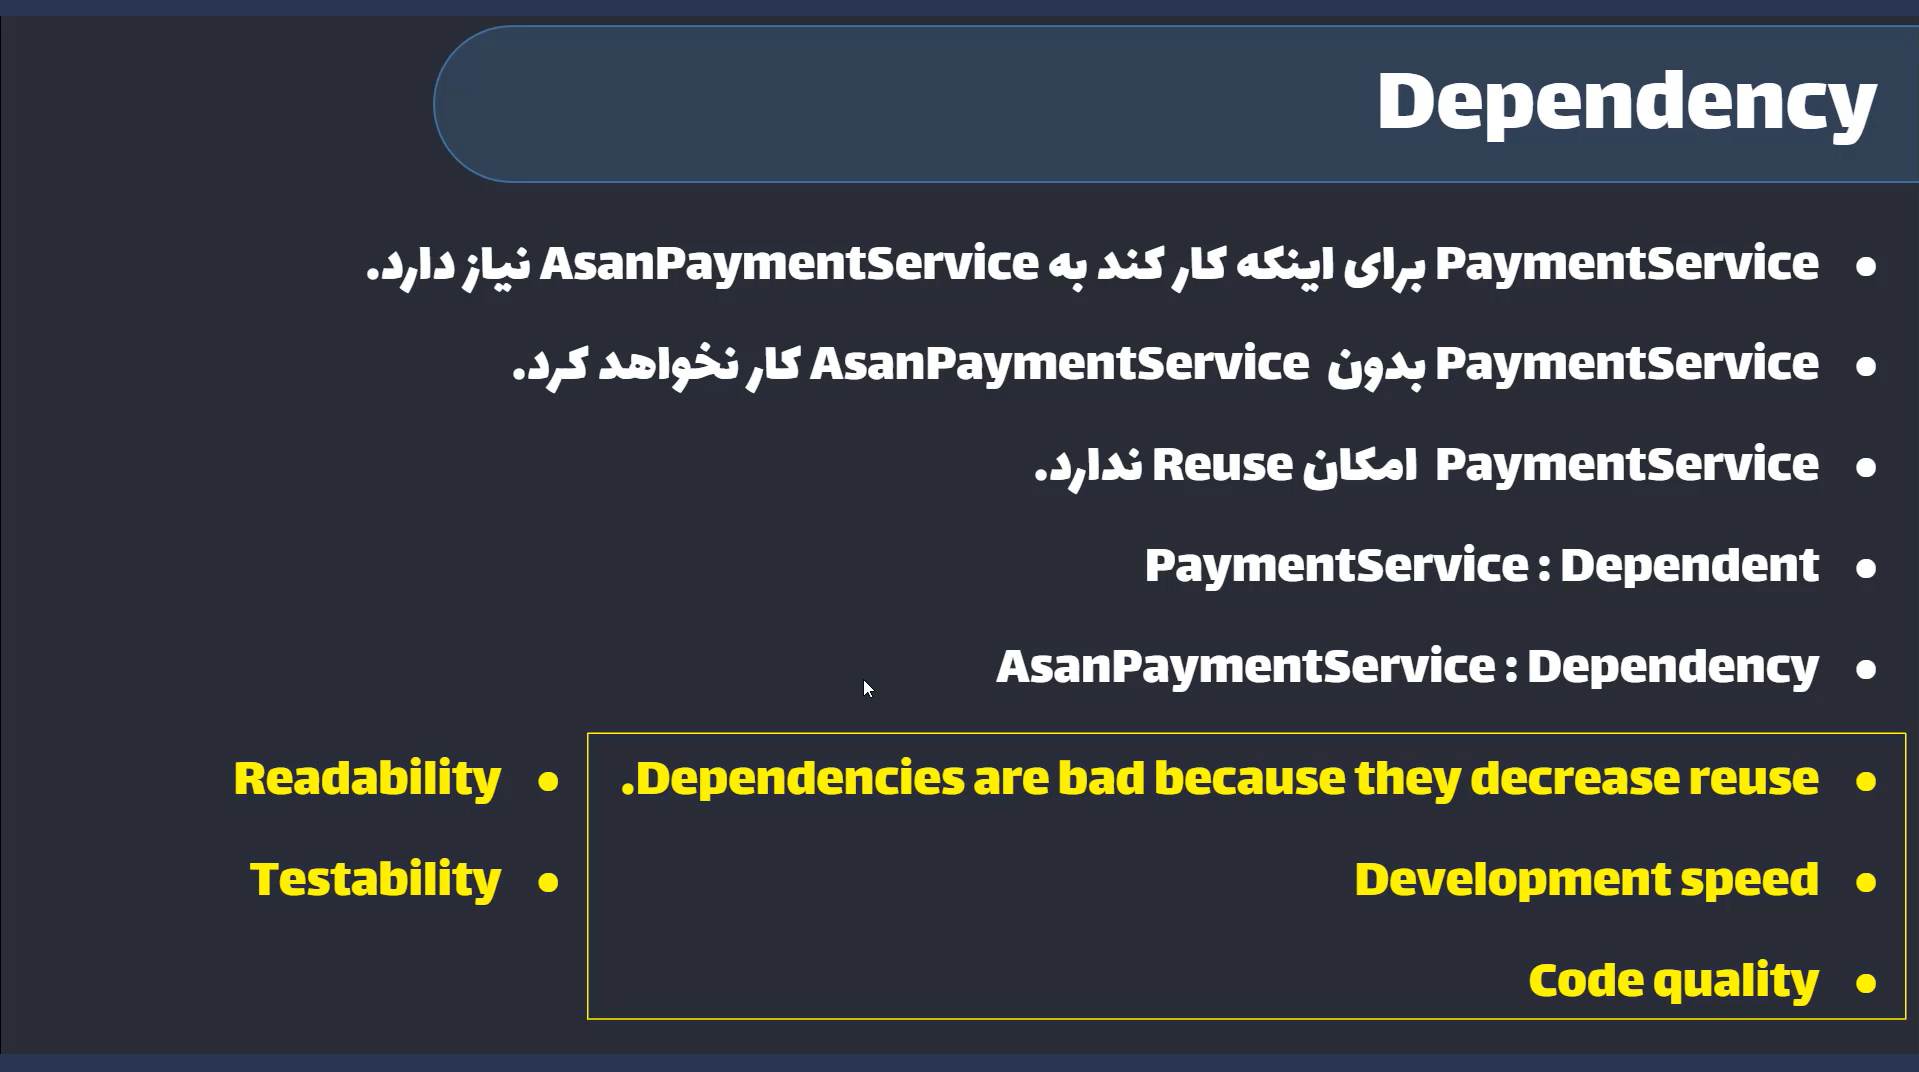 Dependency
PaymentService برای اینکه کار کند به AsanPaymentService نیاز دارد.
PaymentService بدون AsanPaymentService کار نخواهد کرد.
PaymentService امکان Reuse ندارد.
PaymentService : Dependent
AsanPaymentService : Dependency
Dependencies are bad because they decrease reuse.
Development speed
Code quality
Readability
Testability